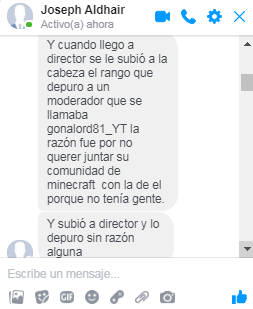 Joseph Aldhair
Activo(a) ahora
Y cuando llego a
director se le subió a la
cabeza el rango que
depuro a un
moderador que se
llamaba
gonalord81_YT la
razón fue por no
querer juntar su
comunidad de
minecraft con la de el
porque no tenía gente.
Y subió a director y lo
depuro sin razón
alguna
Escribe un mensaje...
GIF